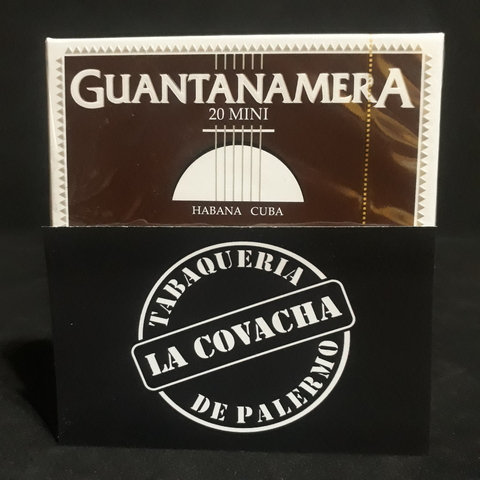 GUANTANAMERA
20 MINI
HABANA CUBA
TABAQUERIA
LA COVACHA
DE PALERMO